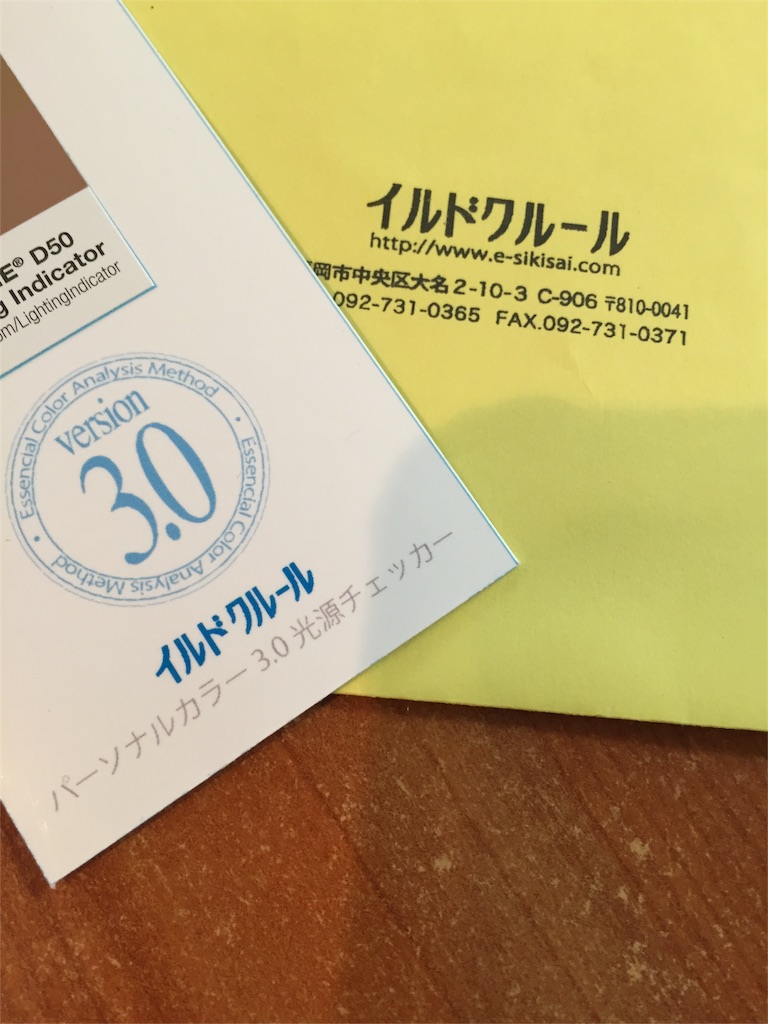 イルドクルール
http://www.e-sikisai.com
岡市中央区大名2-10-3 C-906 〒810-0041
.092-731-0365 FAX.092-731-0371
E® D50
g Indicator
om/LightingIndicator
Essencial Color Analysis Method
version
3.0
Essencial Color Analysis Method
イルドクルール
パーソナルカラー 3.0 光源チェッカー